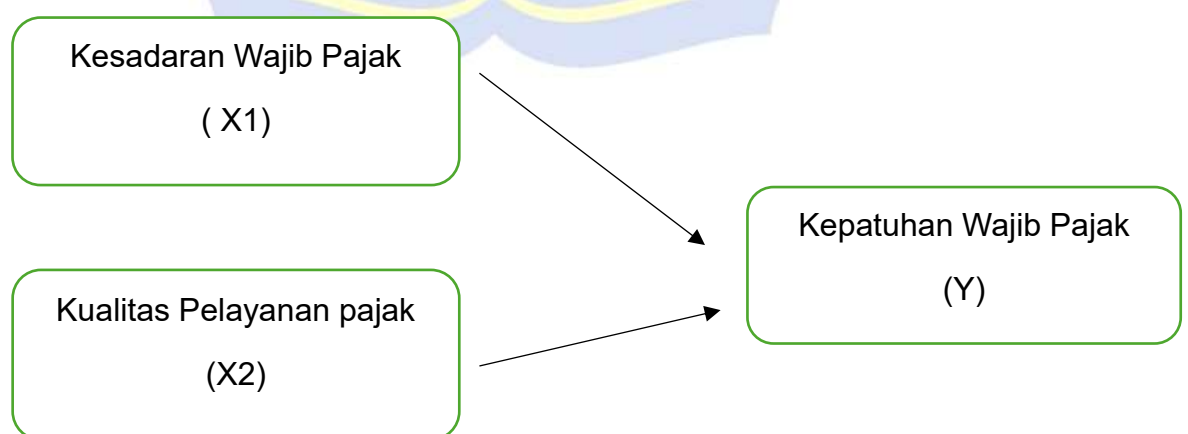 Kesadaran Wajib Pajak
( X1)
Kepatuhan Wajib Pajak
(Y)
Kualitas Pelayanan pajak
(X2)